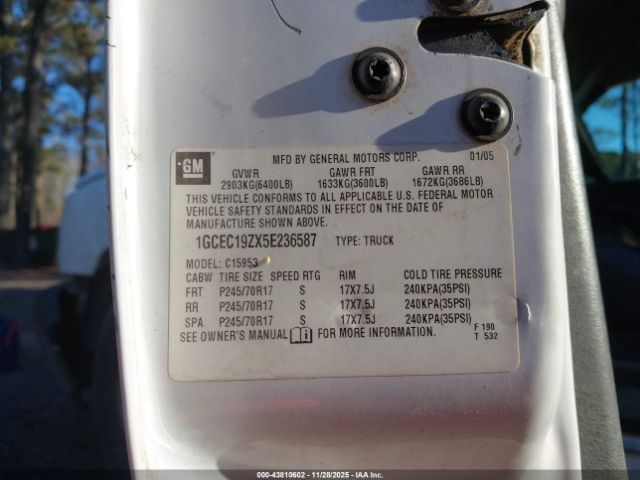 GM
MFD BY GENERAL MOTORS CORP. 01/05
GVWR GAWR FRT GAWR RR
2903KG(6400LB) 1633KG(3600LB) 1672KG(3686LB)
THIS VEHICLE CONFORMS TO ALL APPLICABLE U.S. FEDERAL MOTOR
VEHICLE SAFETY STANDARDS IN EFFECT ON THE DATE OF
MANUFACTURE SHOWN ABOVE.
1GCEC19ZX5E236587 TYPE: TRUCK
MODEL: C15953
CABW TIRE SIZE SPEED RTG RIM COLD TIRE PRESSURE
FRT P245/70R17 S 17X7.5J 240KPA(35PSI)
RR P245/70R17 S 17X7.5J 240KPA(35PSI)
SPA P245/70R17 S 17X7.5J 240KPA(35PSI)
SEE OWNER'S MANUAL FOR MORE INFORMATION.
F 190
T 532
000-43810602 - 11/28/2025 - IAA Inc.